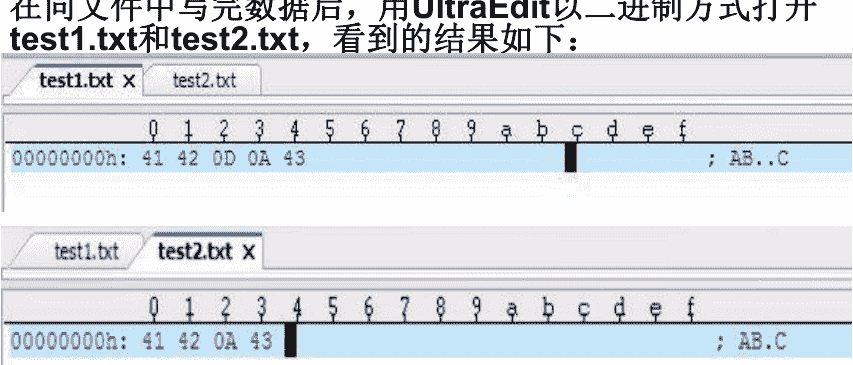 在向文件中写完数据后，用UltraEdit以二进制方式打开
test1.txt和test2.txt，看到的结果如下：
test1.txt X test2.txt
0 1 2 3 4 5 6 7 8 9 a b c d e f
00000000h: 41 42 0D 0A 43 ; AB..C
test1.txt test2.txt X
0 1 2 3 4 5 6 7 8 9 a b c d e f
00000000h: 41 42 0A 43 ; AB.C